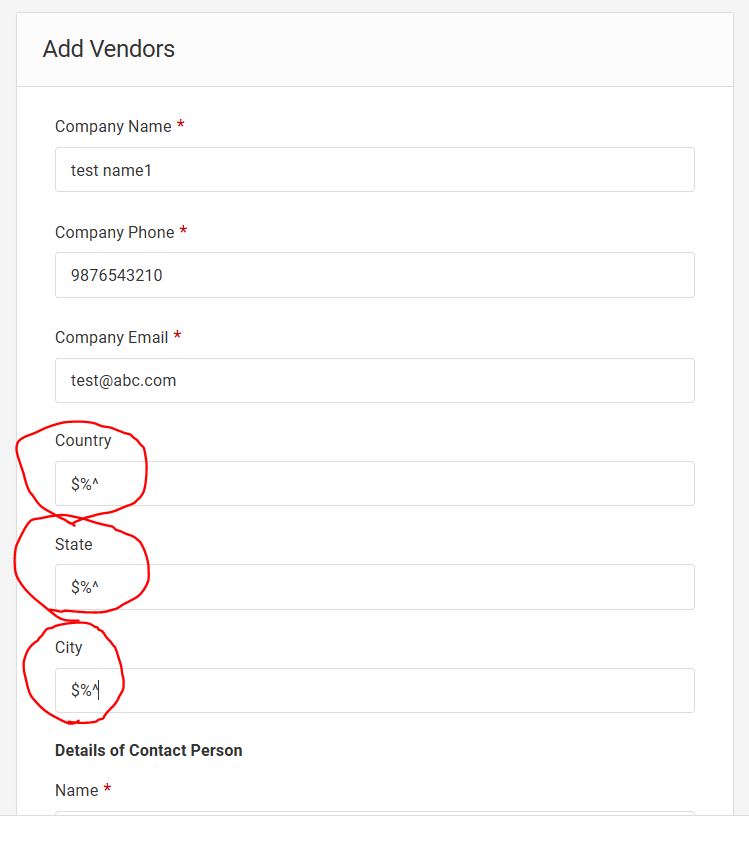 Add Vendors
Company Name *
test name1
Company Phone *
9876543210
Company Email *
test@abc.com
Country
$%^
State
$%^
City
$%^
Details of Contact Person
Name *